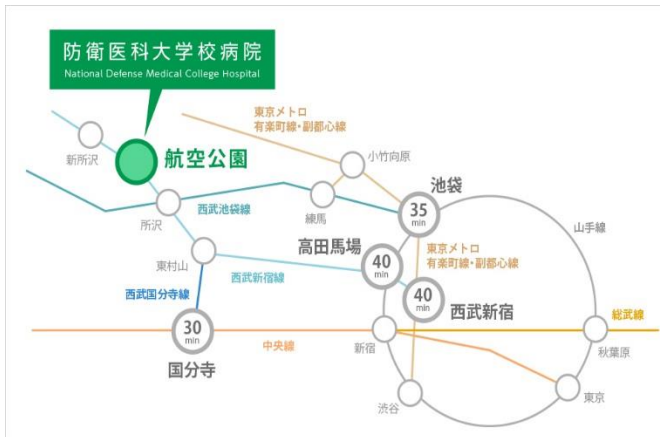 防衛医科大学校病院
National Defense Medical College Hospital
東京メトロ
有楽町線・副都心線
新所沢
航空公園
小竹向原
池袋
35
min
所沢
西武池袋線
練馬
山手線
高田馬場
40
min
東京メトロ
有楽町線・副都心線
東村山
西武新宿線
40
min
西武新宿
西武国分寺線
30
min
国分寺
中央線
新宿
総武線
秋葉原
渋谷
東京